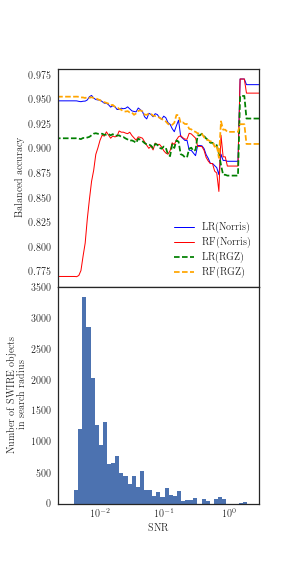 0.975
0.950
0.925
0.900
0.875
0.850
0.825
0.800
0.775
Balanced accuracy
LR(Norris)
RF(Norris)
LR(RGZ)
RF(RGZ)
3500
3000
2500
2000
1500
1000
500
0
Number of SWIRE objects
in search radius
10⁻² 10⁻¹ 10⁰
SNR